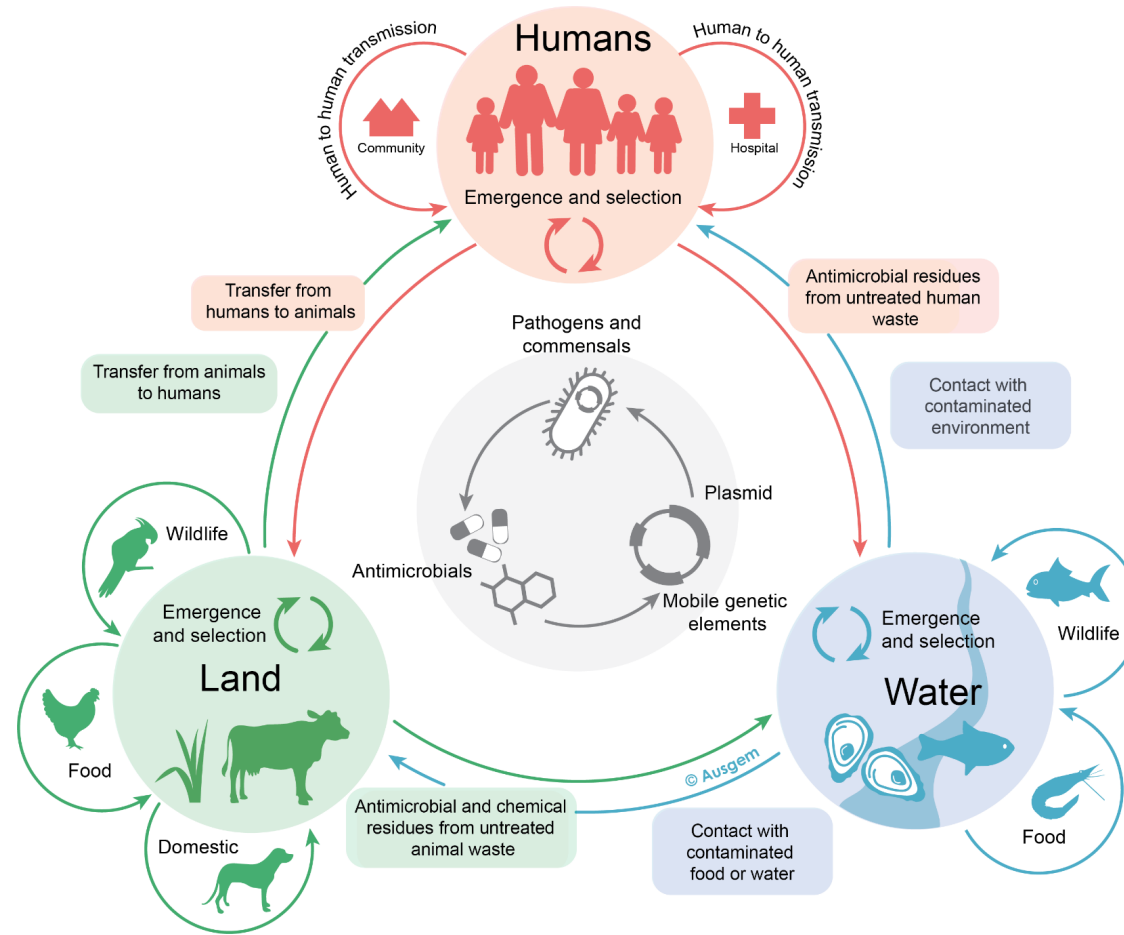 Humans
Human to human transmission
Human to human transmission
Community
Hospital
Emergence and selection
Transfer from
humans to animals
Antimicrobial residues
from untreated human
waste
Pathogens and
commensals
Transfer from animals
to humans
Contact with
contaminated
environment
Plasmid
Wildlife
Antimicrobials
Mobile genetic
elements
Emergence
and selection
Land
Emergence
and selection
Wildlife
Water
Food
© Ausgem
Antimicrobial and chemical
residues from untreated
animal waste
Contact with
contaminated
food or water
Food
Domestic